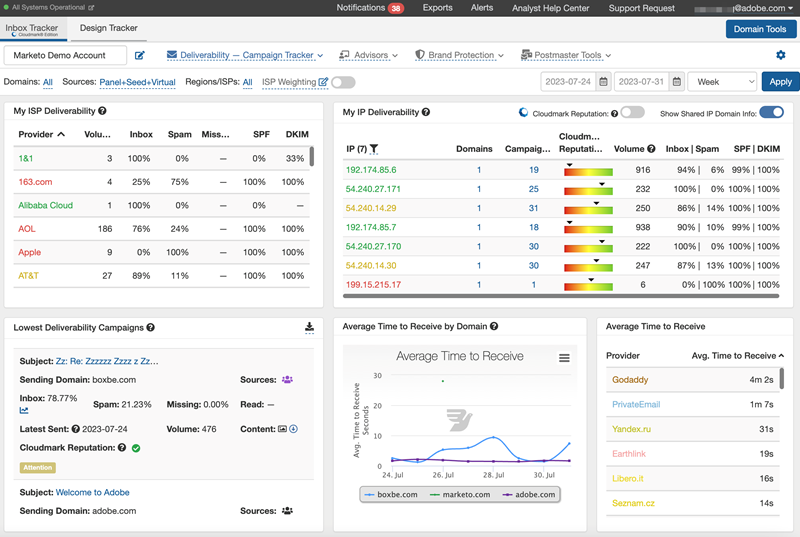 All Systems Operational
Notifications 38 Exports Alerts Analyst Help Center Support Request j@adobe.com
Inbox Tracker
Cloudmark® Edition
Design Tracker
Domain Tools
Marketo Demo Account
Deliverability — Campaign Tracker
Advisors
Brand Protection
Postmaster Tools
Domains: All Sources: Panel+Seed+Virtual Regions/ISPs: All ISP Weighting
2023-07-24 2023-07-31 Week Apply
My ISP Deliverability
Provider Volu... Inbox Spam Miss... SPF DKIM
1&1 3 100% 0% — 0% 33%
163.com 4 25% 75% — 100% 100%
Alibaba Cloud 1 100% 0% — 0% —
AOL 186 76% 24% — 100% 100%
Apple 9 0% 100% — 100% 100%
AT&T 27 89% 11% — 100% 100%
My IP Deliverability
Cloudmark Reputation: Show Shared IP Domain Info:
IP (7) Domains Campaig... Cloudm... Reputati... Volume Inbox | Spam SPF | DKIM
192.174.85.6 1 19 916 94% | 6% 99% | 100%
54.240.27.171 1 25 232 100% | 0% 100% | 100%
54.240.14.29 1 31 250 86% | 14% 100% | 100%
192.174.85.7 1 18 938 90% | 10% 99% | 100%
54.240.27.170 1 30 222 100% | 0% 100% | 100%
54.240.14.30 1 30 247 87% | 13% 100% | 100%
199.15.215.17 1 1 6 0% | 100% 100% | 100%
Lowest Deliverability Campaigns
Subject: Zz: Re: Zzzzzz Zzzz z Zz...
Sending Domain: boxbe.com Sources:
Inbox: 78.77% Spam: 21.23% Missing: 0.00% Read: —
Latest Sent: 2023-07-24 Volume: 476 Content:
Cloudmark Reputation:
Attention
Subject: Welcome to Adobe
Sending Domain: adobe.com Sources:
Average Time to Receive by Domain
Average Time to Receive
Avg. Time to Receive
Seconds
30
20
10
0
24. Jul 26. Jul 28. Jul 30. Jul
boxbe.com marketo.com adobe.com
Average Time to Receive
Provider Avg. Time to Receive
Godaddy 4m 2s
PrivateEmail 1m 7s
Yandex.ru 31s
Earthlink 19s
Libero.it 16s
Seznam.cz 14s